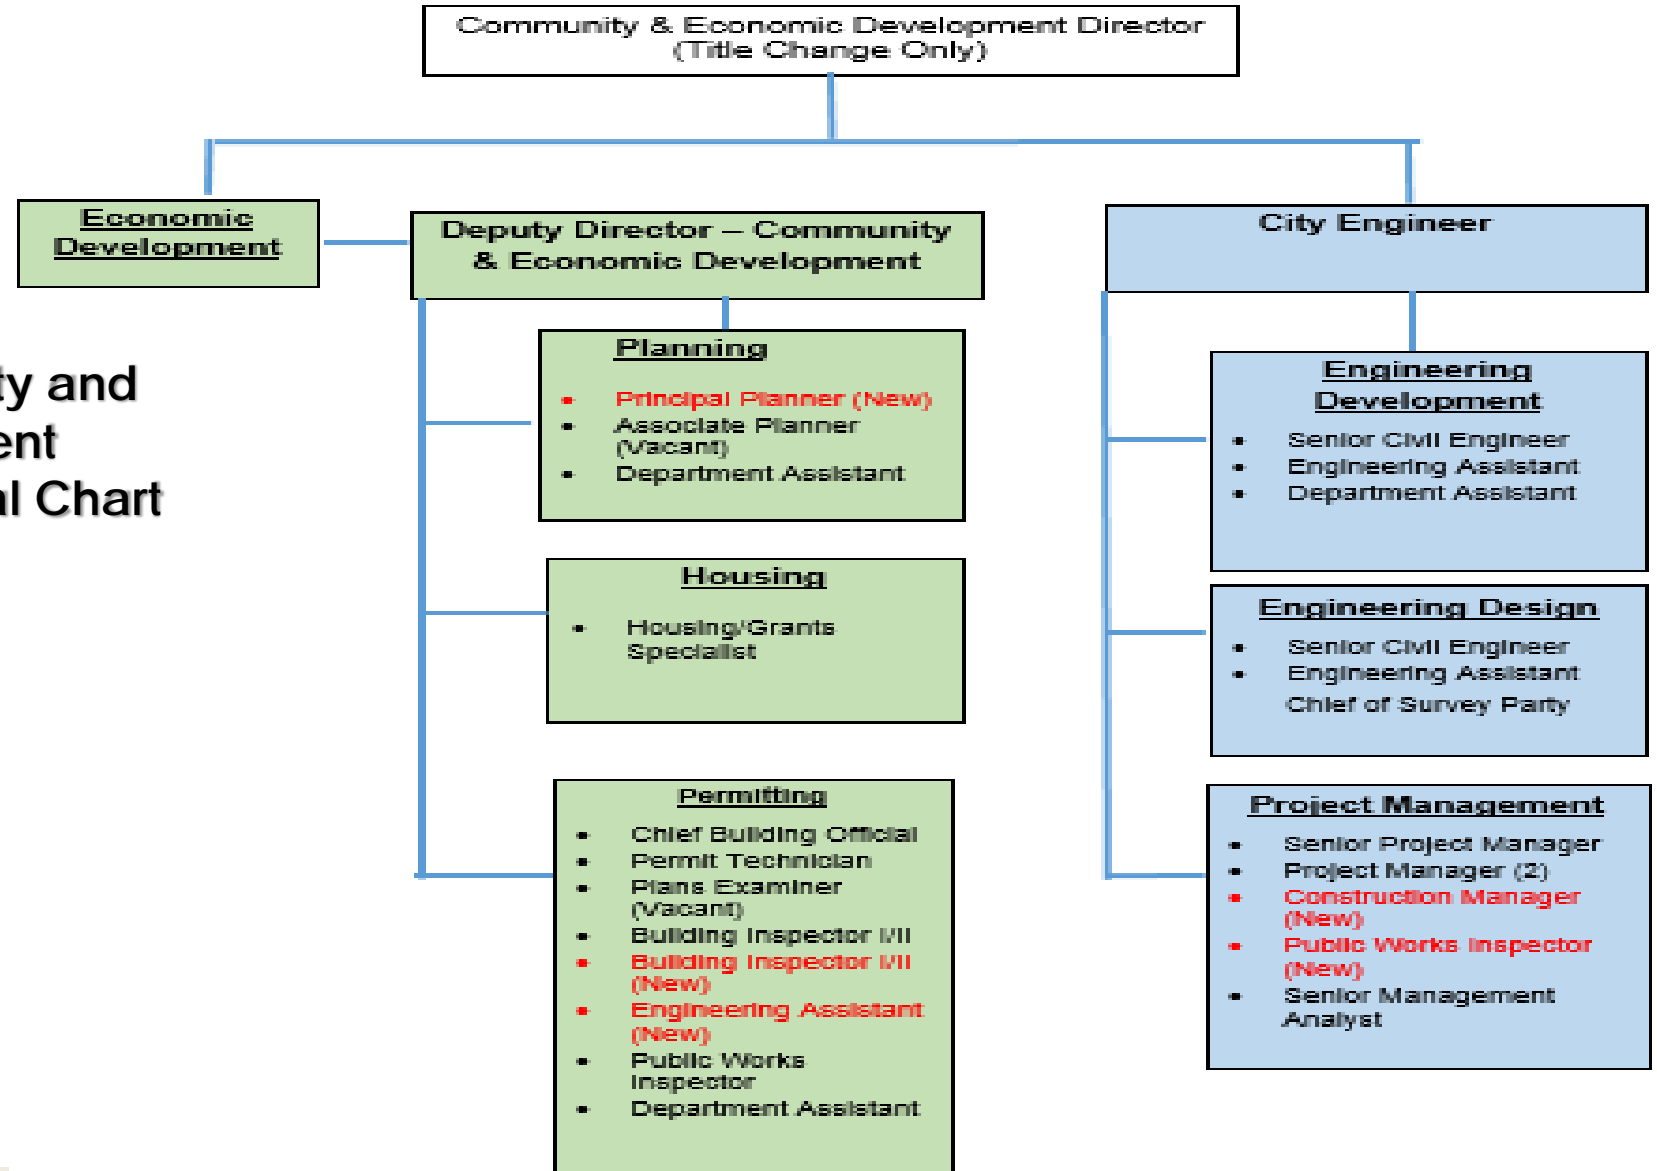 Community & Economic Development Director
(Title Change Only)
Economic
Development
Deputy Director – Community
& Economic Development
City Engineer
ty and
ent
al Chart
Planning
• Principal Planner (New)
• Associate Planner
(Vacant)
• Department Assistant
Housing
• Housing/Grants
Specialist
Permitting
• Chief Building Official
• Permit Technician
• Plans Examiner
(Vacant)
• Building Inspector I/II
• Building Inspector I/II
(New)
• Engineering Assistant
(New)
• Public Works
Inspector
• Department Assistant
Engineering
Development
• Senior Civil Engineer
• Engineering Assistant
• Department Assistant
Engineering Design
• Senior Civil Engineer
• Engineering Assistant
Chief of Survey Party
Project Management
• Senior Project Manager
• Project Manager (2)
• Construction Manager
(New)
• Public Works Inspector
(New)
• Senior Management
Analyst